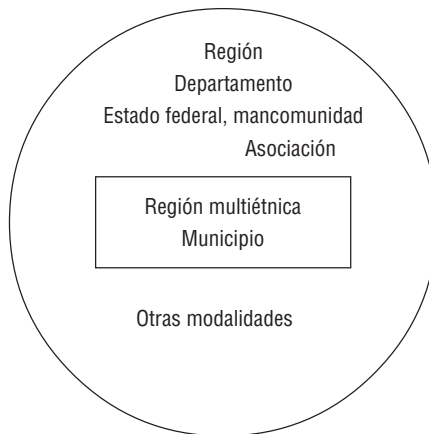 Región
Departamento
Estado federal, mancomunidad
Asociación
Región multiétnica
Municipio
Otras modalidades